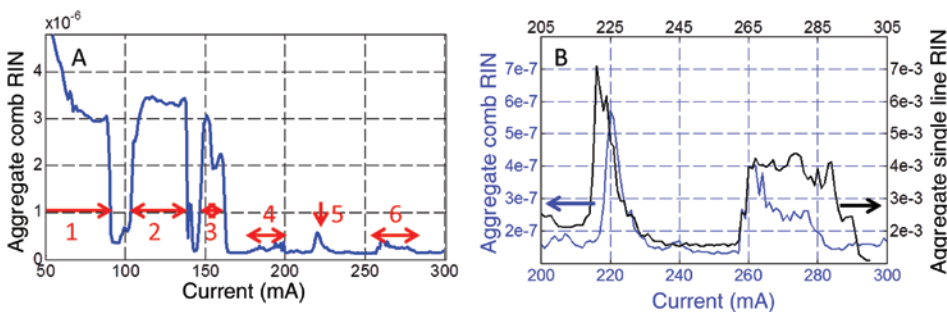 x10⁻⁶
A
Aggregate comb RIN
4
3
2
1
0
1 2 3 4 5 6
50 100 150 200 250 300
Current (mA)
205 225 245 265 285 305
B
Aggregate comb RIN
7e-7
6e-7
5e-7
4e-7
3e-7
2e-7
7e-3
6e-3
5e-3
4e-3
3e-3
2e-3
Aggregate single line RIN
200 220 240 260 280 300
Current (mA)